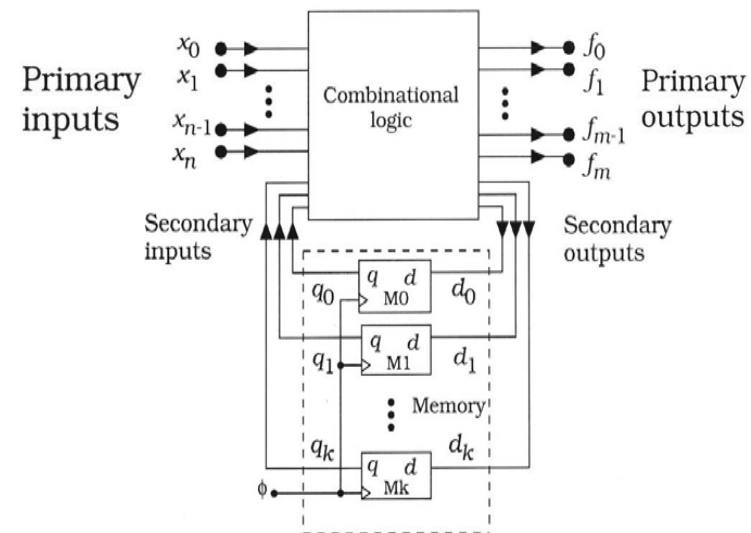 x₀
x₁
Primary
inputs
xₙ₋₁
xₙ
Combinational
logic
f₀
f₁
Primary
outputs
fₘ₋₁
fₘ
Secondary
inputs
Secondary
outputs
q₀
q d
M0
d₀
q₁
q d
M1
d₁
Memory
qₖ
q d
Mk
dₖ
ϕ